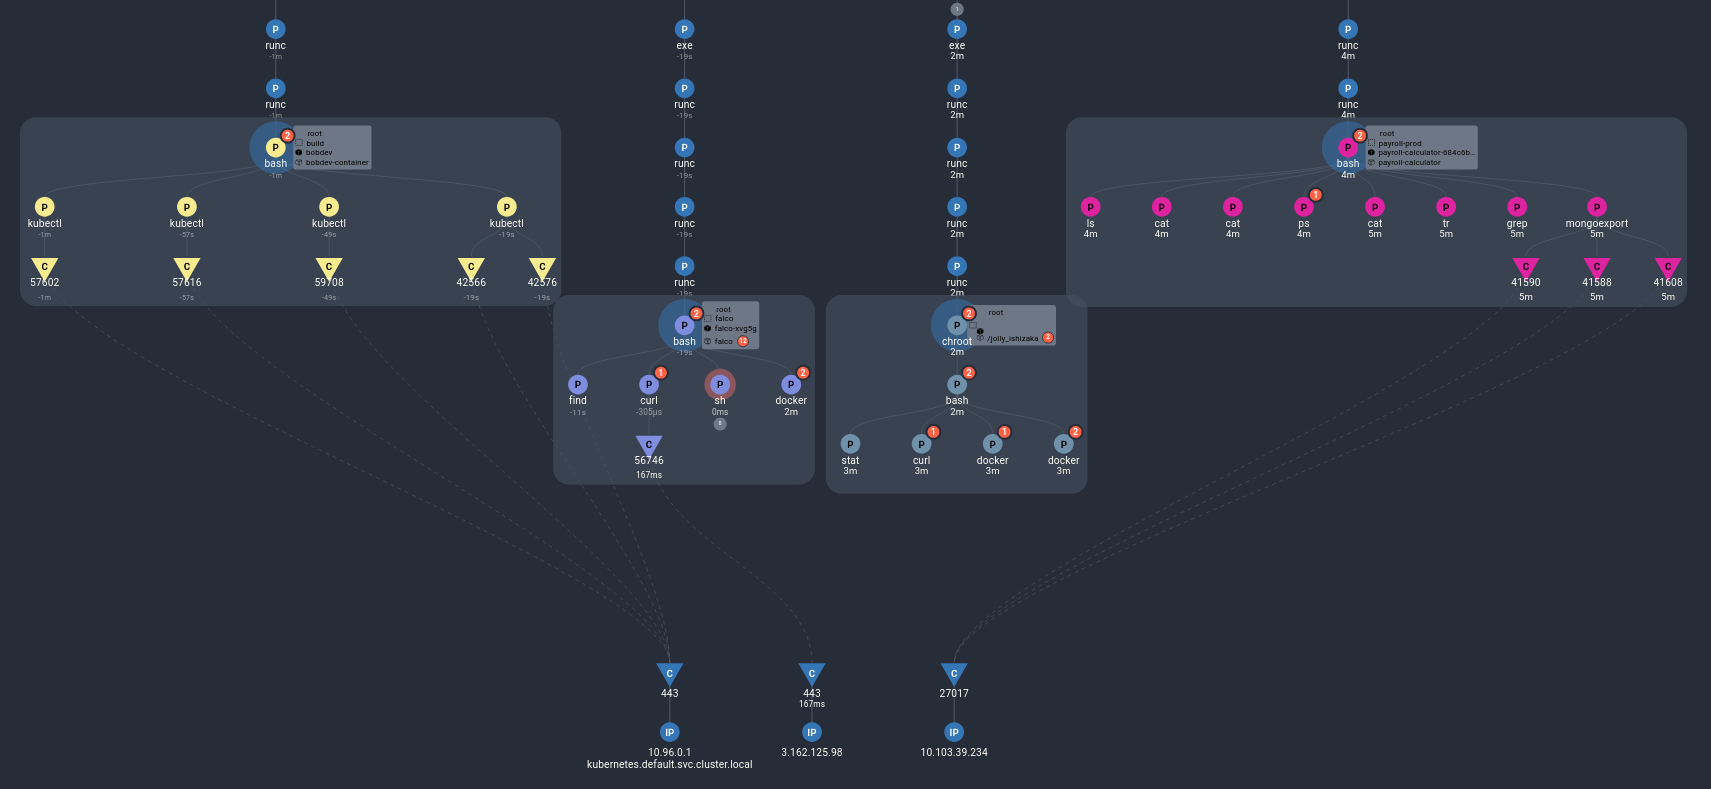 P
runc
-1m
P
exe
-19s
1
P
exe
2m
P
runc
4m
P
runc
-1m
P
runc
-19s
P
runc
2m
P
runc
4m
P
2
bash
-1m
root
build
bobdev
bobdev-container
P
runc
-19s
P
runc
2m
P
2
bash
4m
root
payroll-prod
payroll-calculator-684c6b...
payroll-calculator
P
kubectl
-1m
P
kubectl
-57s
P
kubectl
-49s
P
kubectl
-19s
P
runc
-19s
P
runc
2m
P
ls
4m
P
cat
4m
P
cat
4m
P
1
ps
4m
P
cat
5m
P
tr
5m
P
grep
5m
P
mongoexport
5m
C
57602
-1m
C
57616
-57s
C
59708
-49s
C
42566
-19s
C
42576
-19s
P
runc
-19s
P
runc
2m
C
41590
5m
C
41588
5m
C
41608
5m
P
2
bash
-19s
root
falco
falco-xvg5g
falco 12
P
2
chroot
2m
root
/jolly_ishizaka 2
P
find
-11s
P
1
curl
-305µs
P
sh
0ms
P
2
docker
2m
P
2
bash
2m
C
56746
167ms
P
stat
3m
P
1
curl
3m
P
1
docker
3m
P
2
docker
3m
C
443
C
443
167ms
C
27017
IP
10.96.0.1
kubernetes.default.svc.cluster.local
IP
3.162.125.98
IP
10.103.39.234